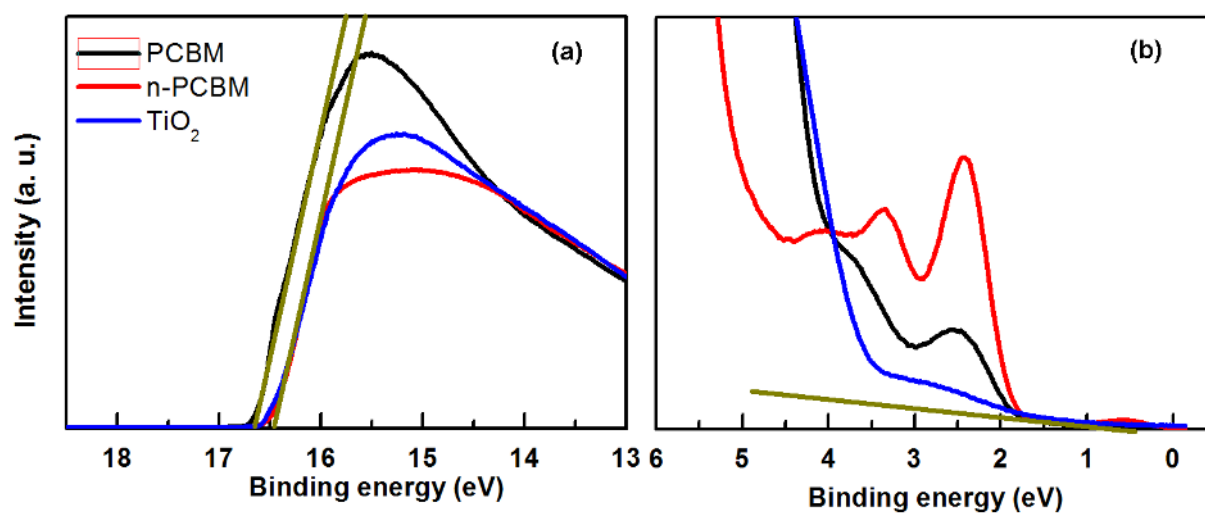 (a)
(b)
PCBM
n-PCBM
TiO₂
Intensity (a. u.)
18 17 16 15 14 13
6 5 4 3 2 1 0
Binding energy (eV)
Binding energy (eV)